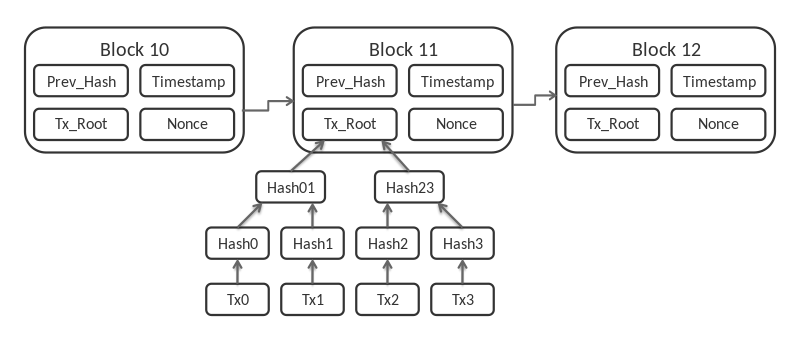 Block 10
Prev_Hash Timestamp
Tx_Root Nonce
Block 11
Prev_Hash Timestamp
Tx_Root Nonce
Block 12
Prev_Hash Timestamp
Tx_Root Nonce
Hash01 Hash23
Hash0 Hash1 Hash2 Hash3
Tx0 Tx1 Tx2 Tx3